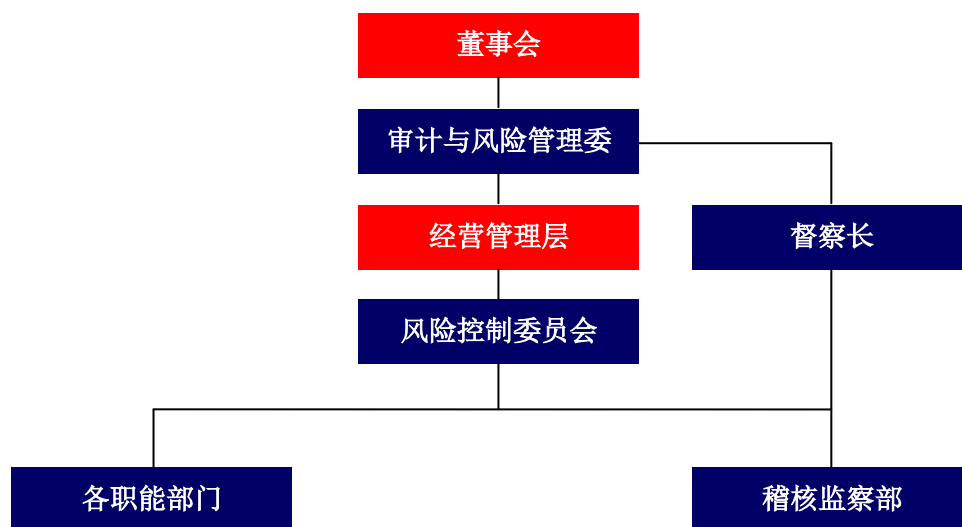 董事会
审计与风险管理委
经营管理层
督察长
风险控制委员会
各职能部门
稽核监察部